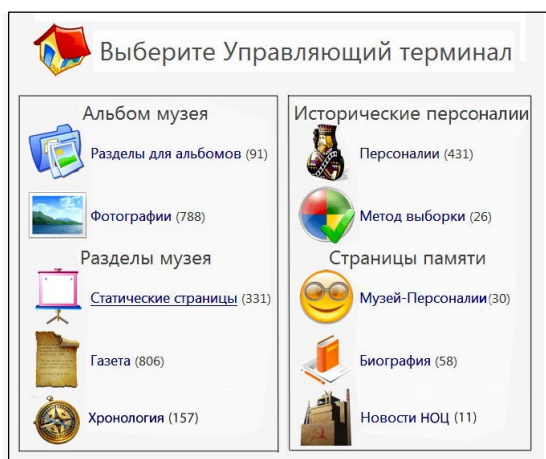 Выберите Управляющий терминал
Альбом музея
Разделы для альбомов (91)
Фотографии (788)
Разделы музея
Статические страницы (331)
Газета (806)
Хронология (157)
Исторические персоналии
Персоналии (431)
Метод выборки (26)
Страницы памяти
Музей-Персоналии (30)
Биография (58)
Новости НОЦ (11)